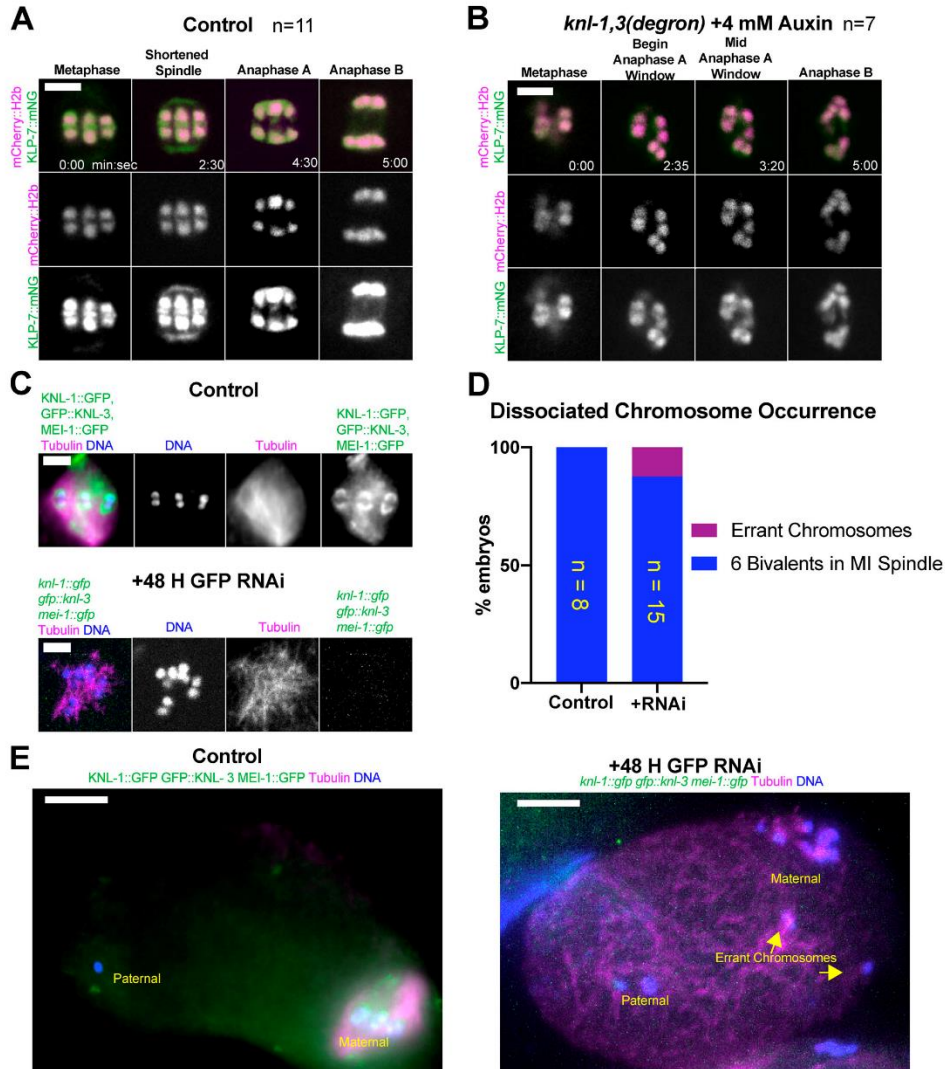 A
Control n=11
Metaphase
Shortened
Spindle
Anaphase A
Anaphase B
mCherry::H2b
KLP-7::mNG
0:00 min:sec
2:30
4:30
5:00
mCherry::H2b
KLP-7::mNG
B
knl-1,3(degron) +4 mM Auxin n=7
Metaphase
Begin
Anaphase A
Window
Mid
Anaphase A
Window
Anaphase B
mCherry::H2b
KLP-7::mNG
0:00
2:35
3:20
5:00
mCherry::H2b
KLP-7::mNG
C
Control
KNL-1::GFP,
GFP::KNL-3,
MEI-1::GFP
Tubulin DNA
DNA
Tubulin
KNL-1::GFP,
GFP::KNL-3,
MEI-1::GFP
+48 H GFP RNAi
knl-1::gfp
gfp::knl-3
mei-1::gfp
Tubulin DNA
DNA
Tubulin
knl-1::gfp
gfp::knl-3
mei-1::gfp
D
Dissociated Chromosome Occurrence
% embryos
100
50
0
n = 8
n = 15
Control
+RNAi
Errant Chromosomes
6 Bivalents in MI Spindle
E
Control
KNL-1::GFP GFP::KNL- 3 MEI-1::GFP Tubulin DNA
Paternal
Maternal
+48 H GFP RNAi
knl-1::gfp gfp::knl-3 mei-1::gfp Tubulin DNA
Maternal
Errant Chromosomes
Paternal